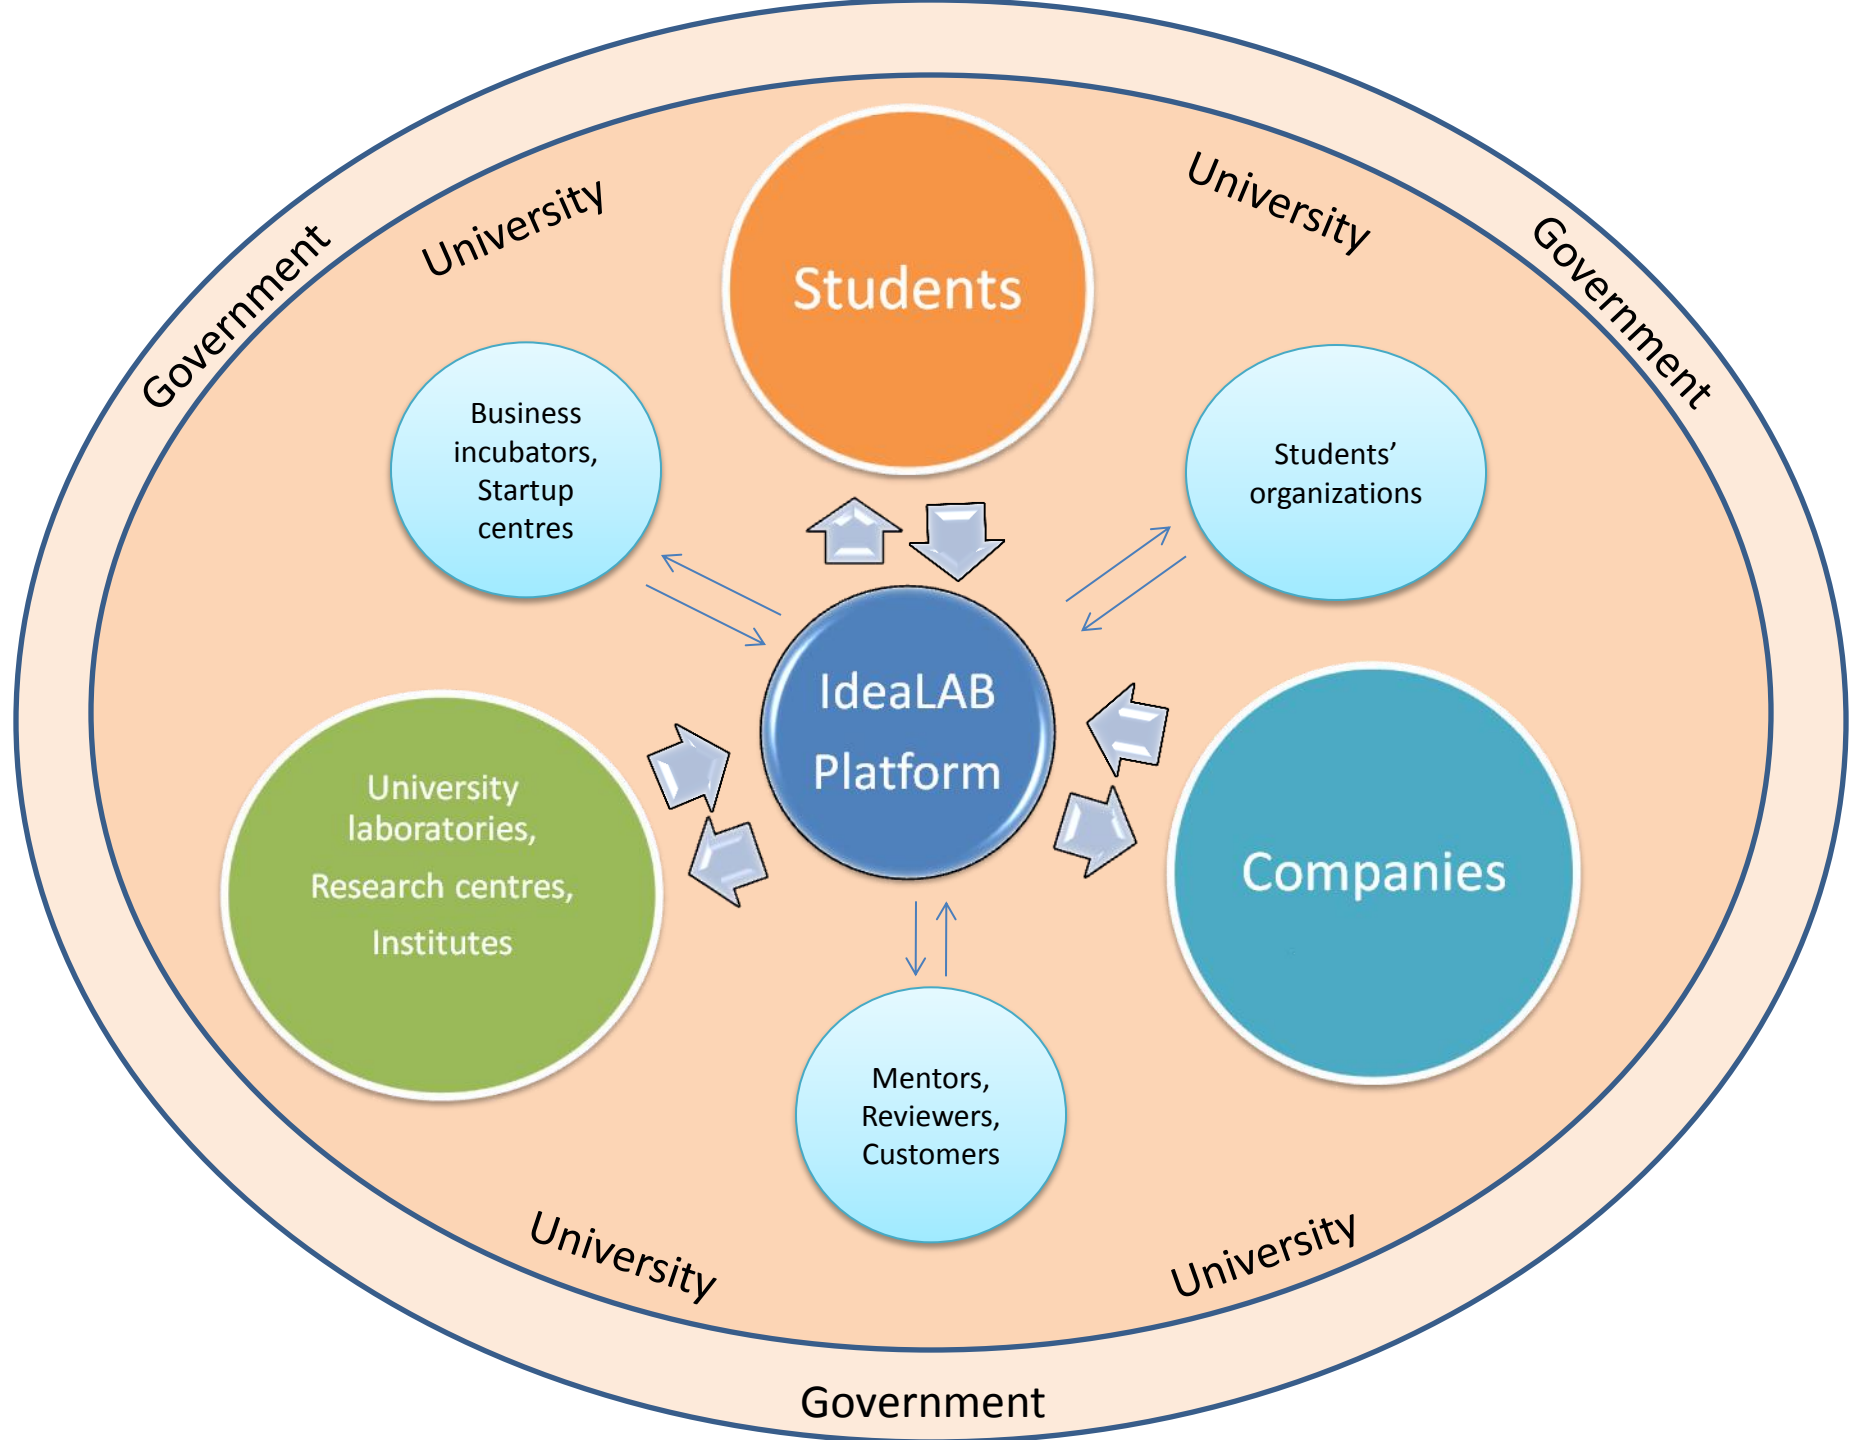 University
University
Government
Government
Students
Business
incubators,
Startup
centres
Students’
organizations
IdeaLAB
Platform
University
laboratories,
Research centres,
Institutes
Companies
Mentors,
Reviewers,
Customers
University
University
Government